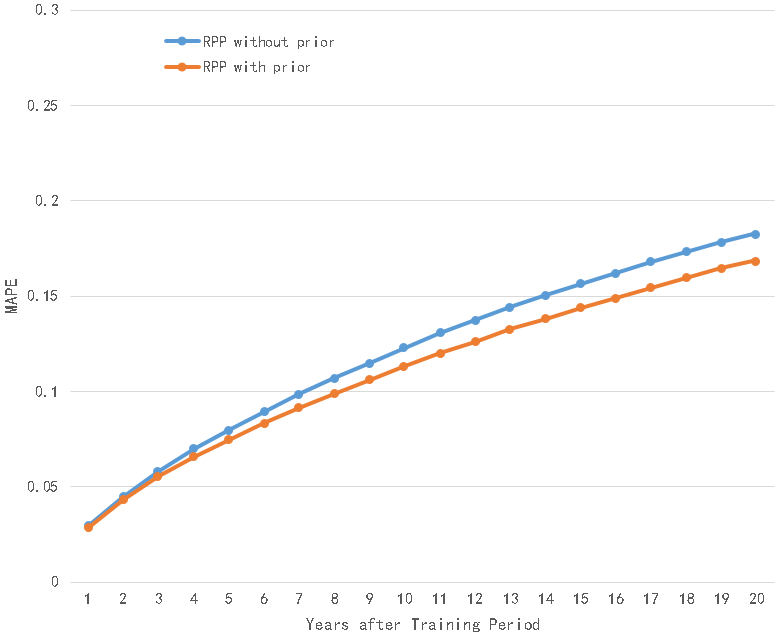 0.3
RPP without prior
RPP with prior
0.25
0.2
0.15
0.1
0.05
0
MAPE
1 2 3 4 5 6 7 8 9 10 11 12 13 14 15 16 17 18 19 20
Years after Training Period